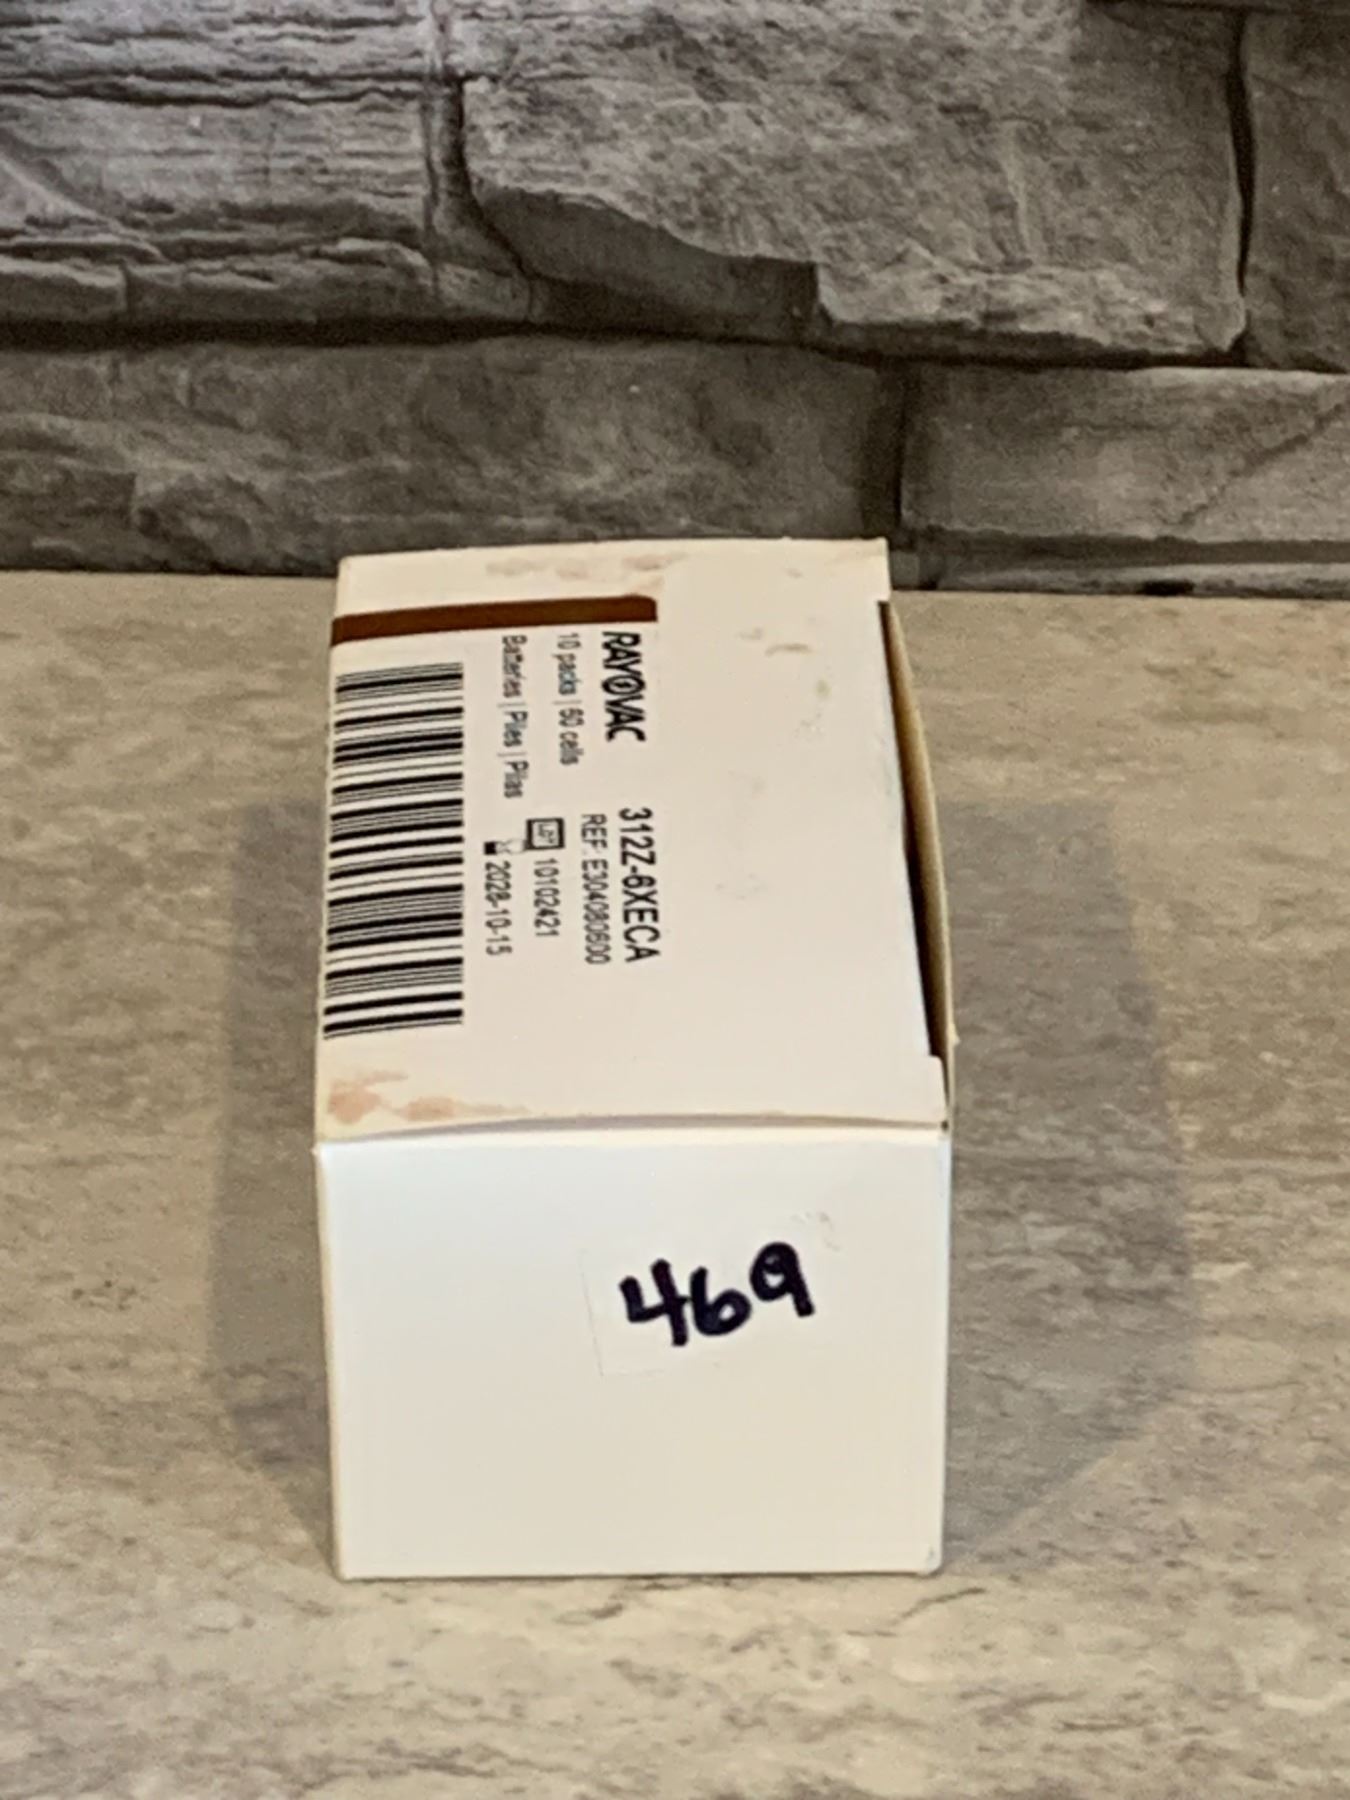 RAYOVAC 312Z-6XECA
10 packs | 60 cells REF: E304080600
Batteries | Piles | Pilas LOT 10102421
2028-10-15
469